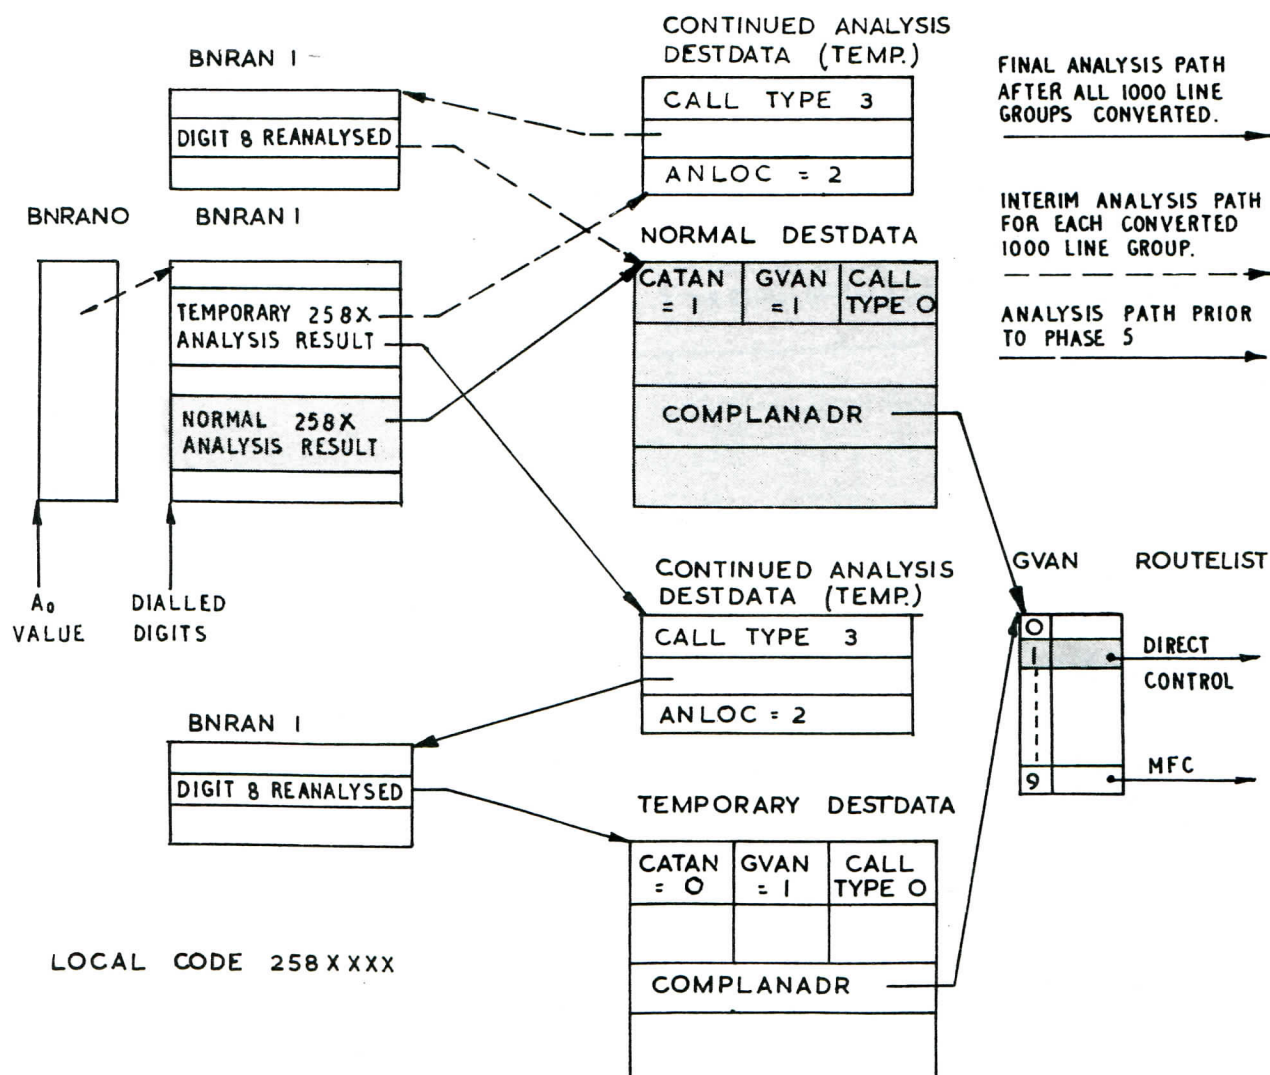 CONTINUED ANALYSIS
DESTDATA (TEMP.)
BNRAN 1
CALL TYPE 3
DIGIT 8 REANALYSED
ANLOC = 2
FINAL ANALYSIS PATH
AFTER ALL 1000 LINE
GROUPS CONVERTED.
BNRANO
BNRAN 1
NORMAL DESTDATA
INTERIM ANALYSIS PATH
FOR EACH CONVERTED
1000 LINE GROUP.
CATAN
= 1
GVAN
= 1
CALL
TYPE 0
TEMPORARY 258X
ANALYSIS RESULT
ANALYSIS PATH PRIOR
TO PHASE 5
NORMAL 258X
ANALYSIS RESULT
COMPLANADR
A0
VALUE
DIALLED
DIGITS
CONTINUED ANALYSIS
DESTDATA (TEMP.)
GVAN
ROUTELIST
CALL TYPE 3
ANLOC = 2
0
1
DIRECT
CONTROL
9
MFC
BNRAN 1
DIGIT 8 REANALYSED
TEMPORARY DESTDATA
CATAN
= 0
GVAN
= 1
CALL
TYPE 0
COMPLANADR
LOCAL CODE 258XXXX